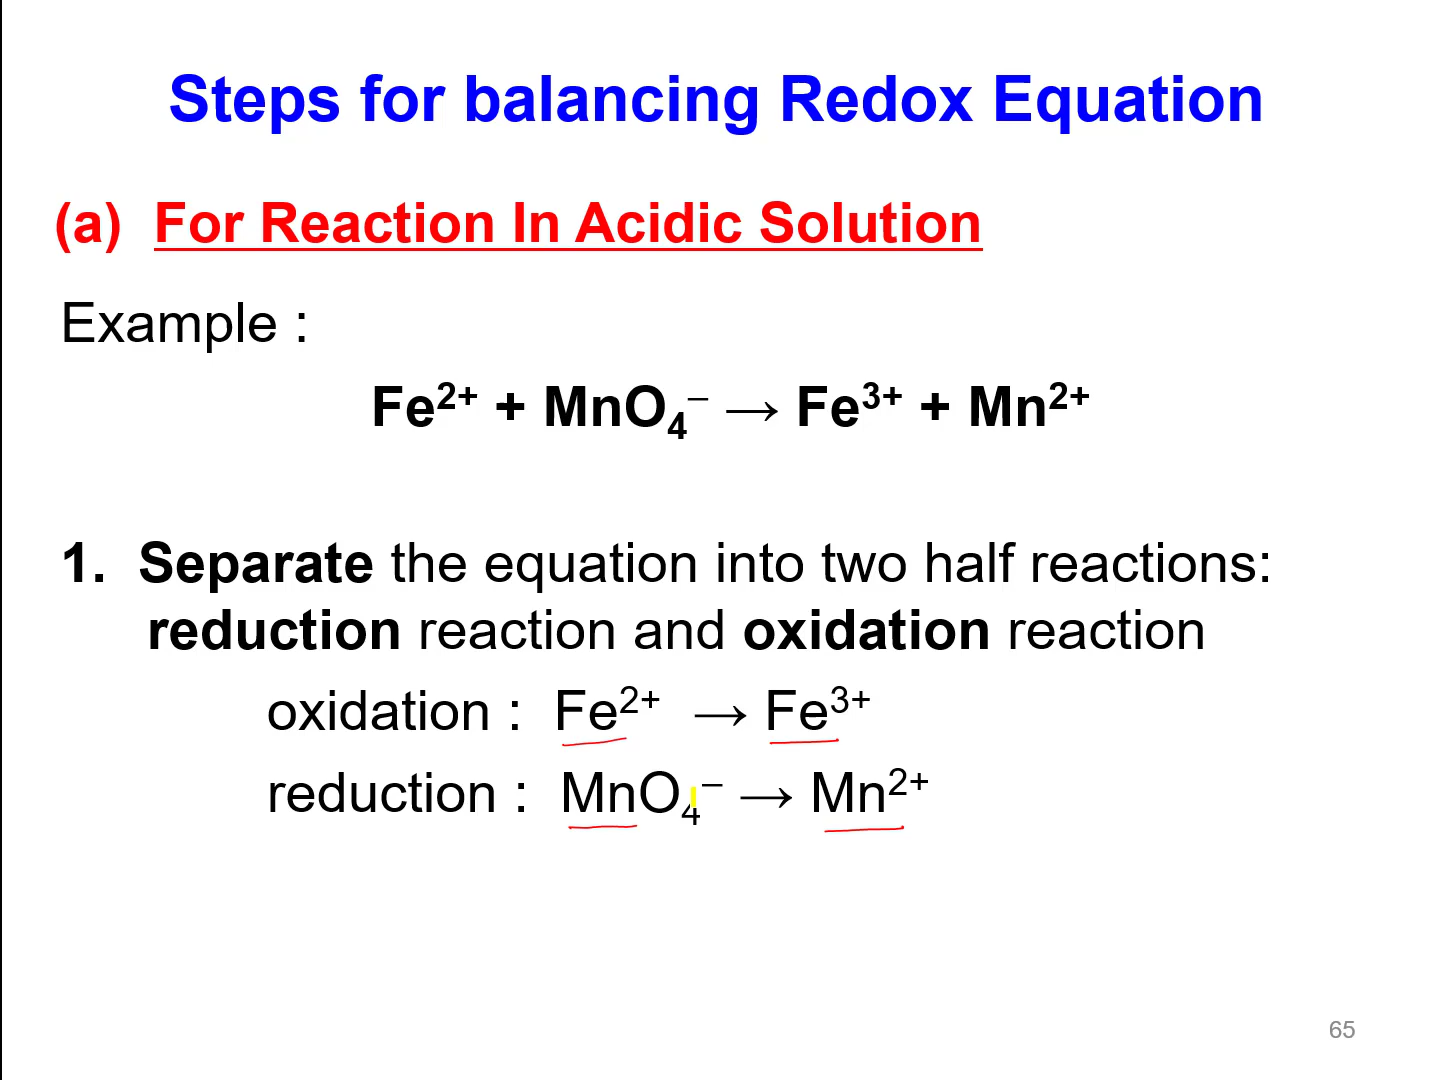 Steps for balancing Redox Equation
(a) For Reaction In Acidic Solution
Example :
Fe²⁺ + MnO₄⁻ → Fe³⁺ + Mn²⁺
1. Separate the equation into two half reactions:
reduction reaction and oxidation reaction
oxidation : Fe²⁺ → Fe³⁺
reduction : MnO₄⁻ → Mn²⁺
65